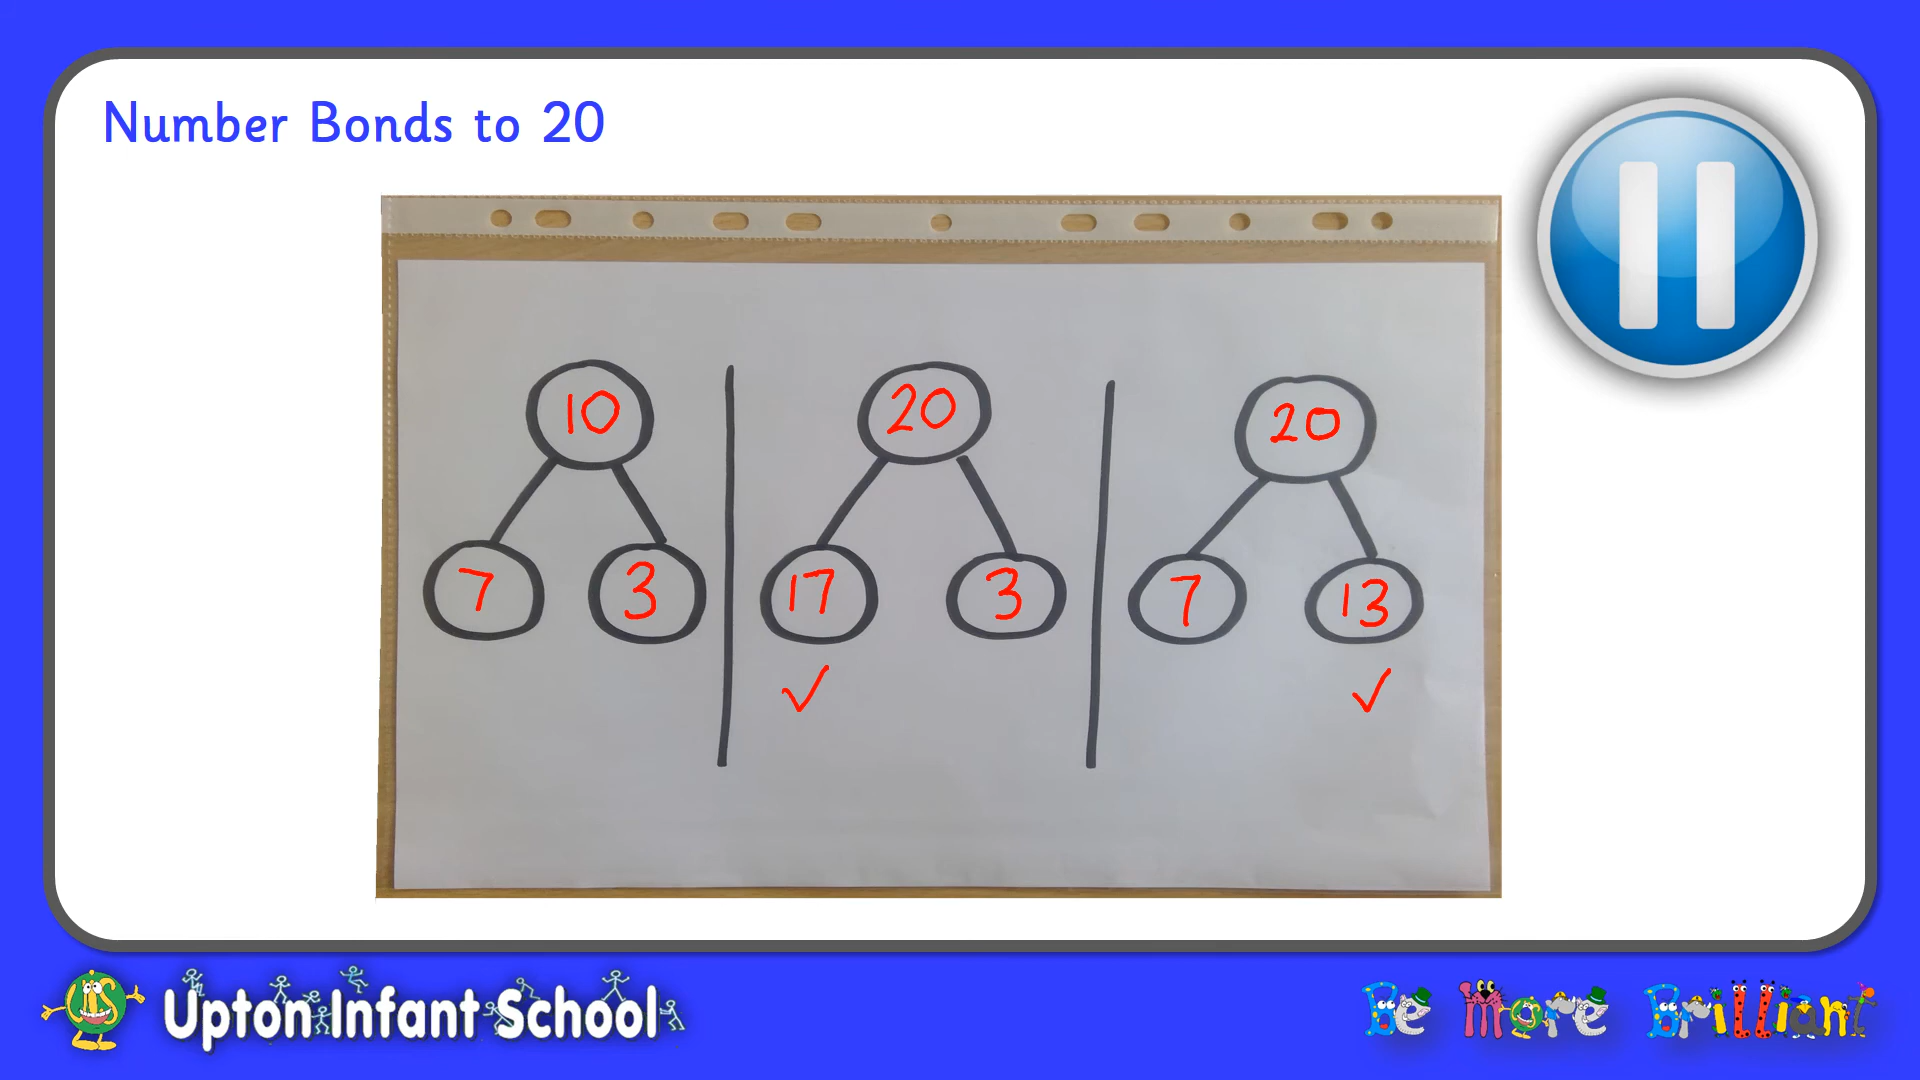 Number Bonds to 20
10 20 20
7 3 17 3 7 13
UIS Upton Infant School Be More Brilliant